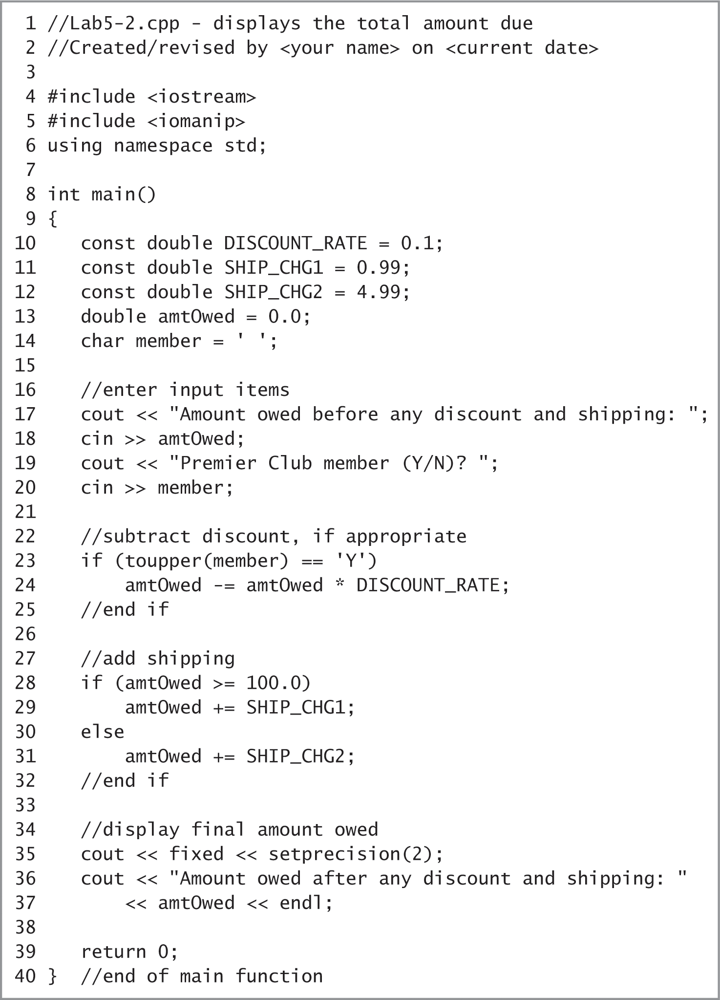 1 //Lab5-2.cpp - displays the total amount due
2 //Created/revised by <your name> on <current date>
3
4 #include <iostream>
5 #include <iomanip>
6 using namespace std;
7
8 int main()
9 {
10    const double DISCOUNT_RATE = 0.1;
11    const double SHIP_CHG1 = 0.99;
12    const double SHIP_CHG2 = 4.99;
13    double amtOwed = 0.0;
14    char member = ' ';
15
16    //enter input items
17    cout << "Amount owed before any discount and shipping: ";
18    cin >> amtOwed;
19    cout << "Premier Club member (Y/N)? ";
20    cin >> member;
21
22    //subtract discount, if appropriate
23    if (toupper(member) == 'Y')
24        amtOwed -= amtOwed * DISCOUNT_RATE;
25    //end if
26
27    //add shipping
28    if (amtOwed >= 100.0)
29        amtOwed += SHIP_CHG1;
30    else
31        amtOwed += SHIP_CHG2;
32    //end if
33
34    //display final amount owed
35    cout << fixed << setprecision(2);
36    cout << "Amount owed after any discount and shipping: "
37        << amtOwed << endl;
38
39    return 0;
40 }  //end of main function